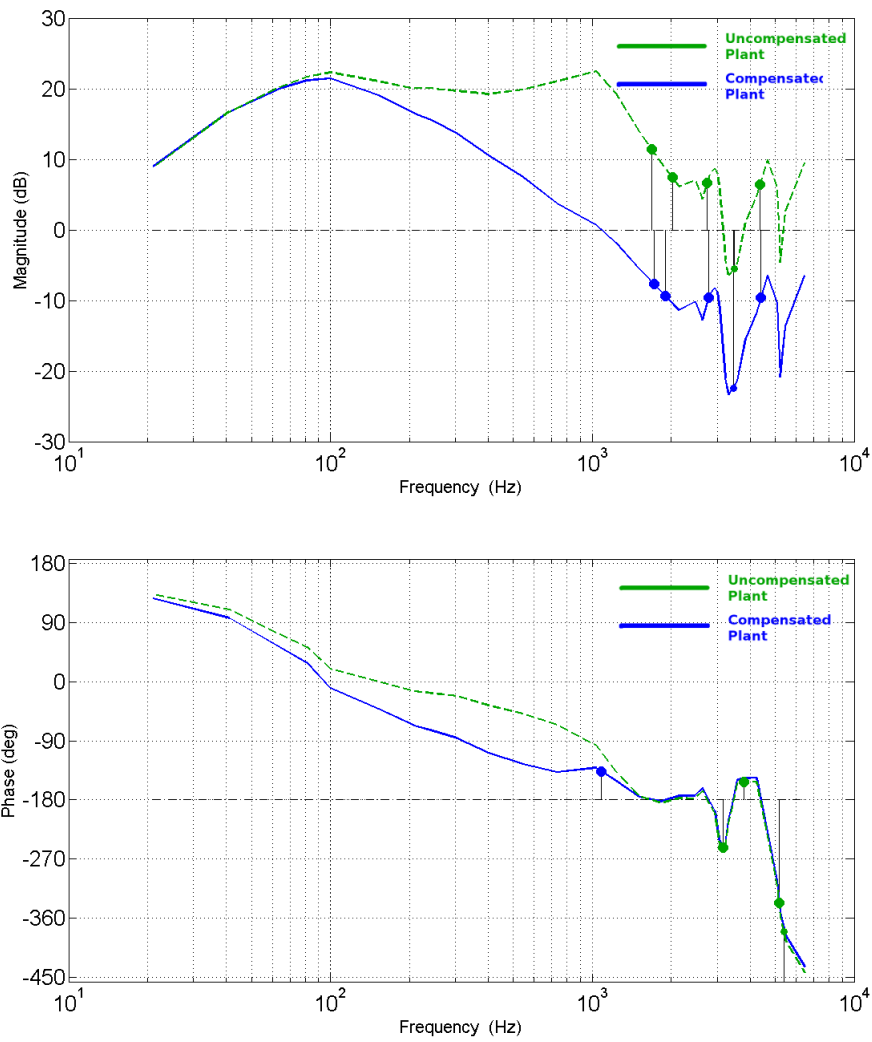 30
20
10
0
-10
-20
-30
Magnitude (dB)
Uncompensated
Plant
Compensated
Plant
10^1
10^2
10^3
10^4
Frequency (Hz)
180
90
0
-90
-180
-270
-360
-450
Phase (deg)
Uncompensated
Plant
Compensated
Plant
10^1
10^2
10^3
10^4
Frequency (Hz)